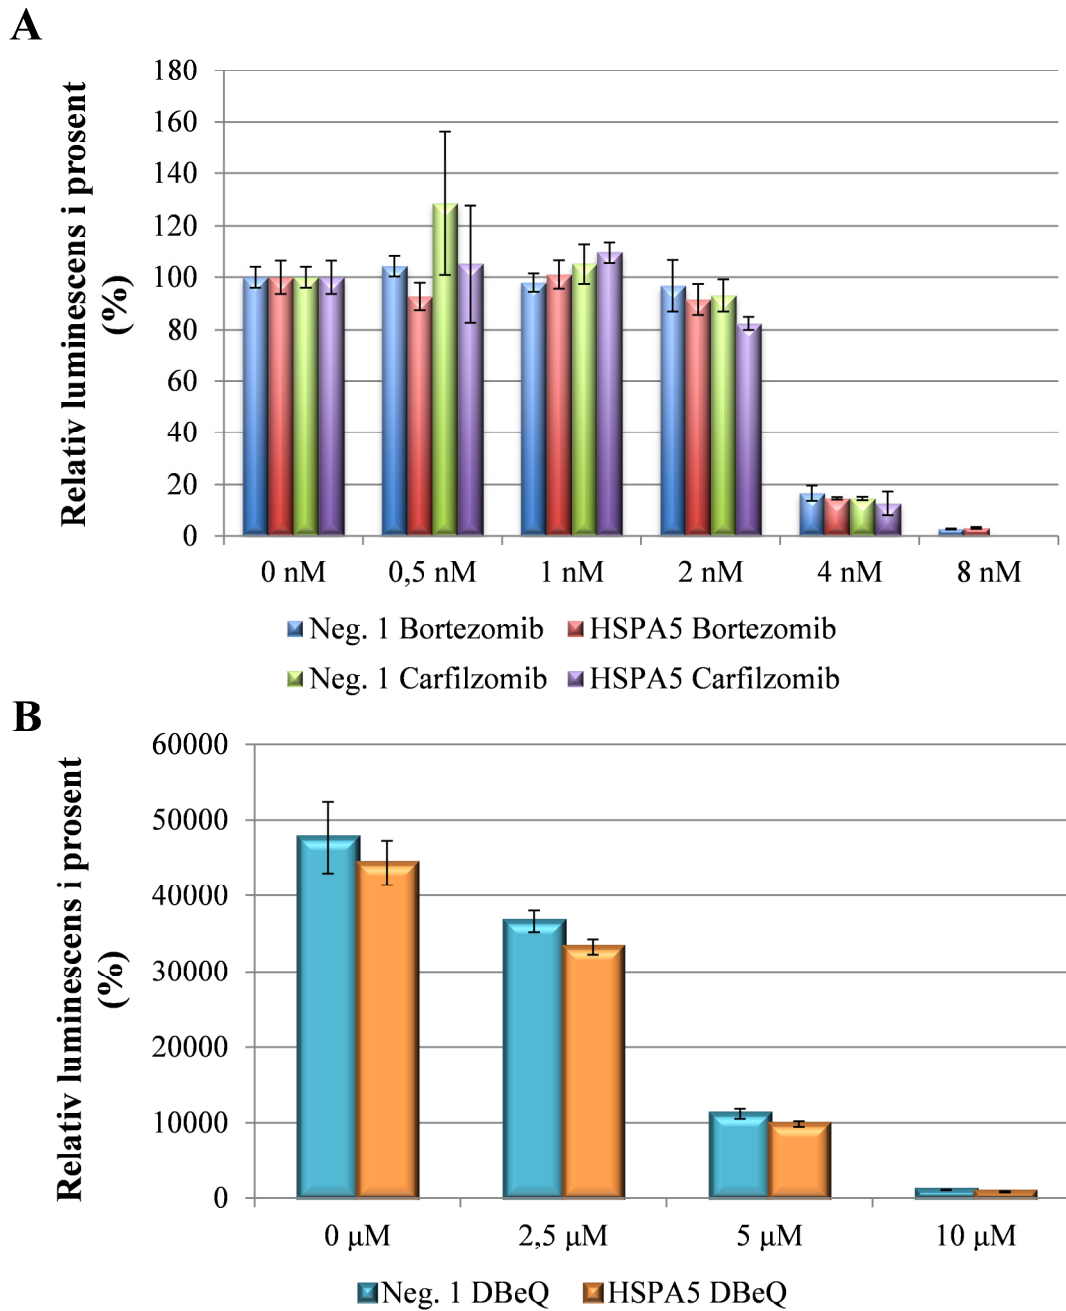 A
Relativ luminescens i prosent
(%)
180
160
140
120
100
80
60
40
20
0
0 nM 0,5 nM 1 nM 2 nM 4 nM 8 nM
Neg. 1 Bortezomib HSPA5 Bortezomib
Neg. 1 Carfilzomib HSPA5 Carfilzomib
B
Relativ luminescens i prosent
(%)
60000
50000
40000
30000
20000
10000
0
0 µM 2,5 µM 5 µM 10 µM
Neg. 1 DBeQ HSPA5 DBeQ